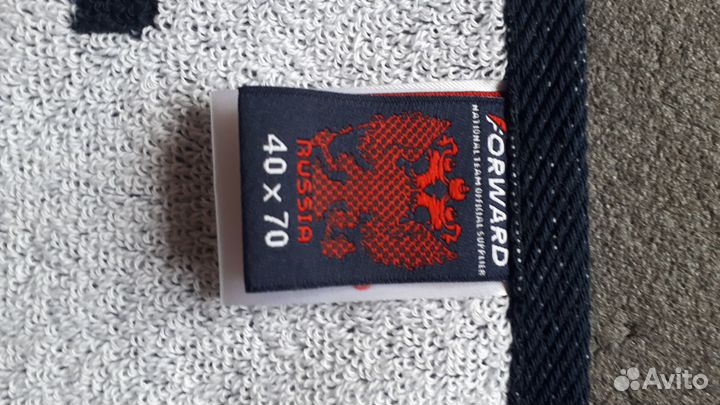 FORWARD
NATIONAL TEAM OFFICIAL SUPPLIER
RUSSIA
40 × 70
Avito